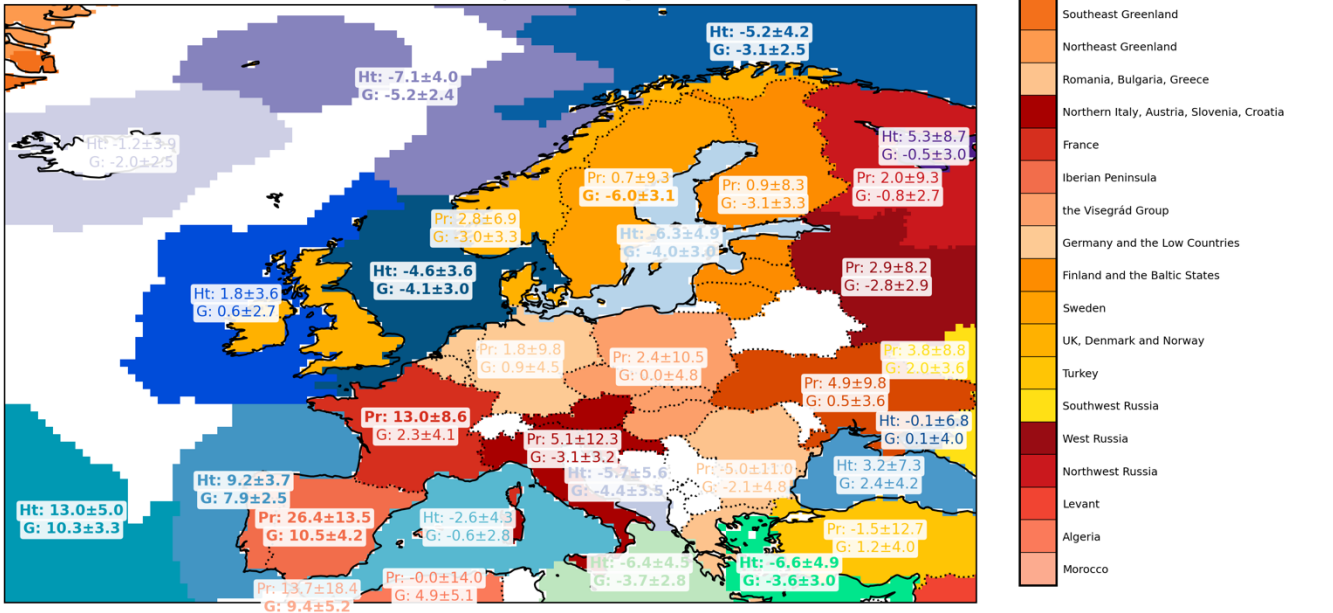 Ht: -5.2±4.2
G: -3.1±2.5
Ht: -7.1±4.0
G: -5.2±2.4
Ht: -1.2±3.9
G: -2.0±2.5
Ht: 5.3±8.7
G: -0.5±3.0
Pr: 0.7±9.3
G: -6.0±3.1
Pr: 0.9±8.3
G: -3.1±3.3
Pr: 2.0±9.3
G: -0.8±2.7
Pr: 2.8±6.9
G: -3.0±3.3
Ht: -6.3±4.9
G: -4.0±3.0
Ht: -4.6±3.6
G: -4.1±3.0
Pr: 2.9±8.2
G: -2.8±2.9
Ht: 1.8±3.6
G: 0.6±2.7
Pr: 1.8±9.8
G: 0.9±4.5
Pr: 2.4±10.5
G: 0.0±4.8
Pr: 3.8±8.8
G: 2.0±3.6
Pr: 4.9±9.8
G: 0.5±3.6
Pr: 13.0±8.6
G: 2.3±4.1
Ht: -0.1±6.8
G: 0.1±4.0
Pr: 5.1±12.3
G: -3.1±3.2
Ht: -5.7±5.6
G: -4.4±3.5
Pr: -5.0±11.0
G: -2.1±4.8
Ht: 3.2±7.3
G: 2.4±4.2
Ht: 9.2±3.7
G: 7.9±2.5
Ht: 13.0±5.0
G: 10.3±3.3
Pr: 26.4±13.5
G: 10.5±4.2
Ht: -2.6±4.3
G: -0.6±2.8
Pr: -1.5±12.7
G: 1.2±4.0
Ht: -6.4±4.5
G: -3.7±2.8
Ht: -6.6±4.9
G: -3.6±3.0
Pr: 13.7±18.4
G: 9.4±5.2
Pr: -0.0±14.0
G: 4.9±5.1
Southeast Greenland
Northeast Greenland
Romania, Bulgaria, Greece
Northern Italy, Austria, Slovenia, Croatia
France
Iberian Peninsula
the Visegrád Group
Germany and the Low Countries
Finland and the Baltic States
Sweden
UK, Denmark and Norway
Turkey
Southwest Russia
West Russia
Northwest Russia
Levant
Algeria
Morocco